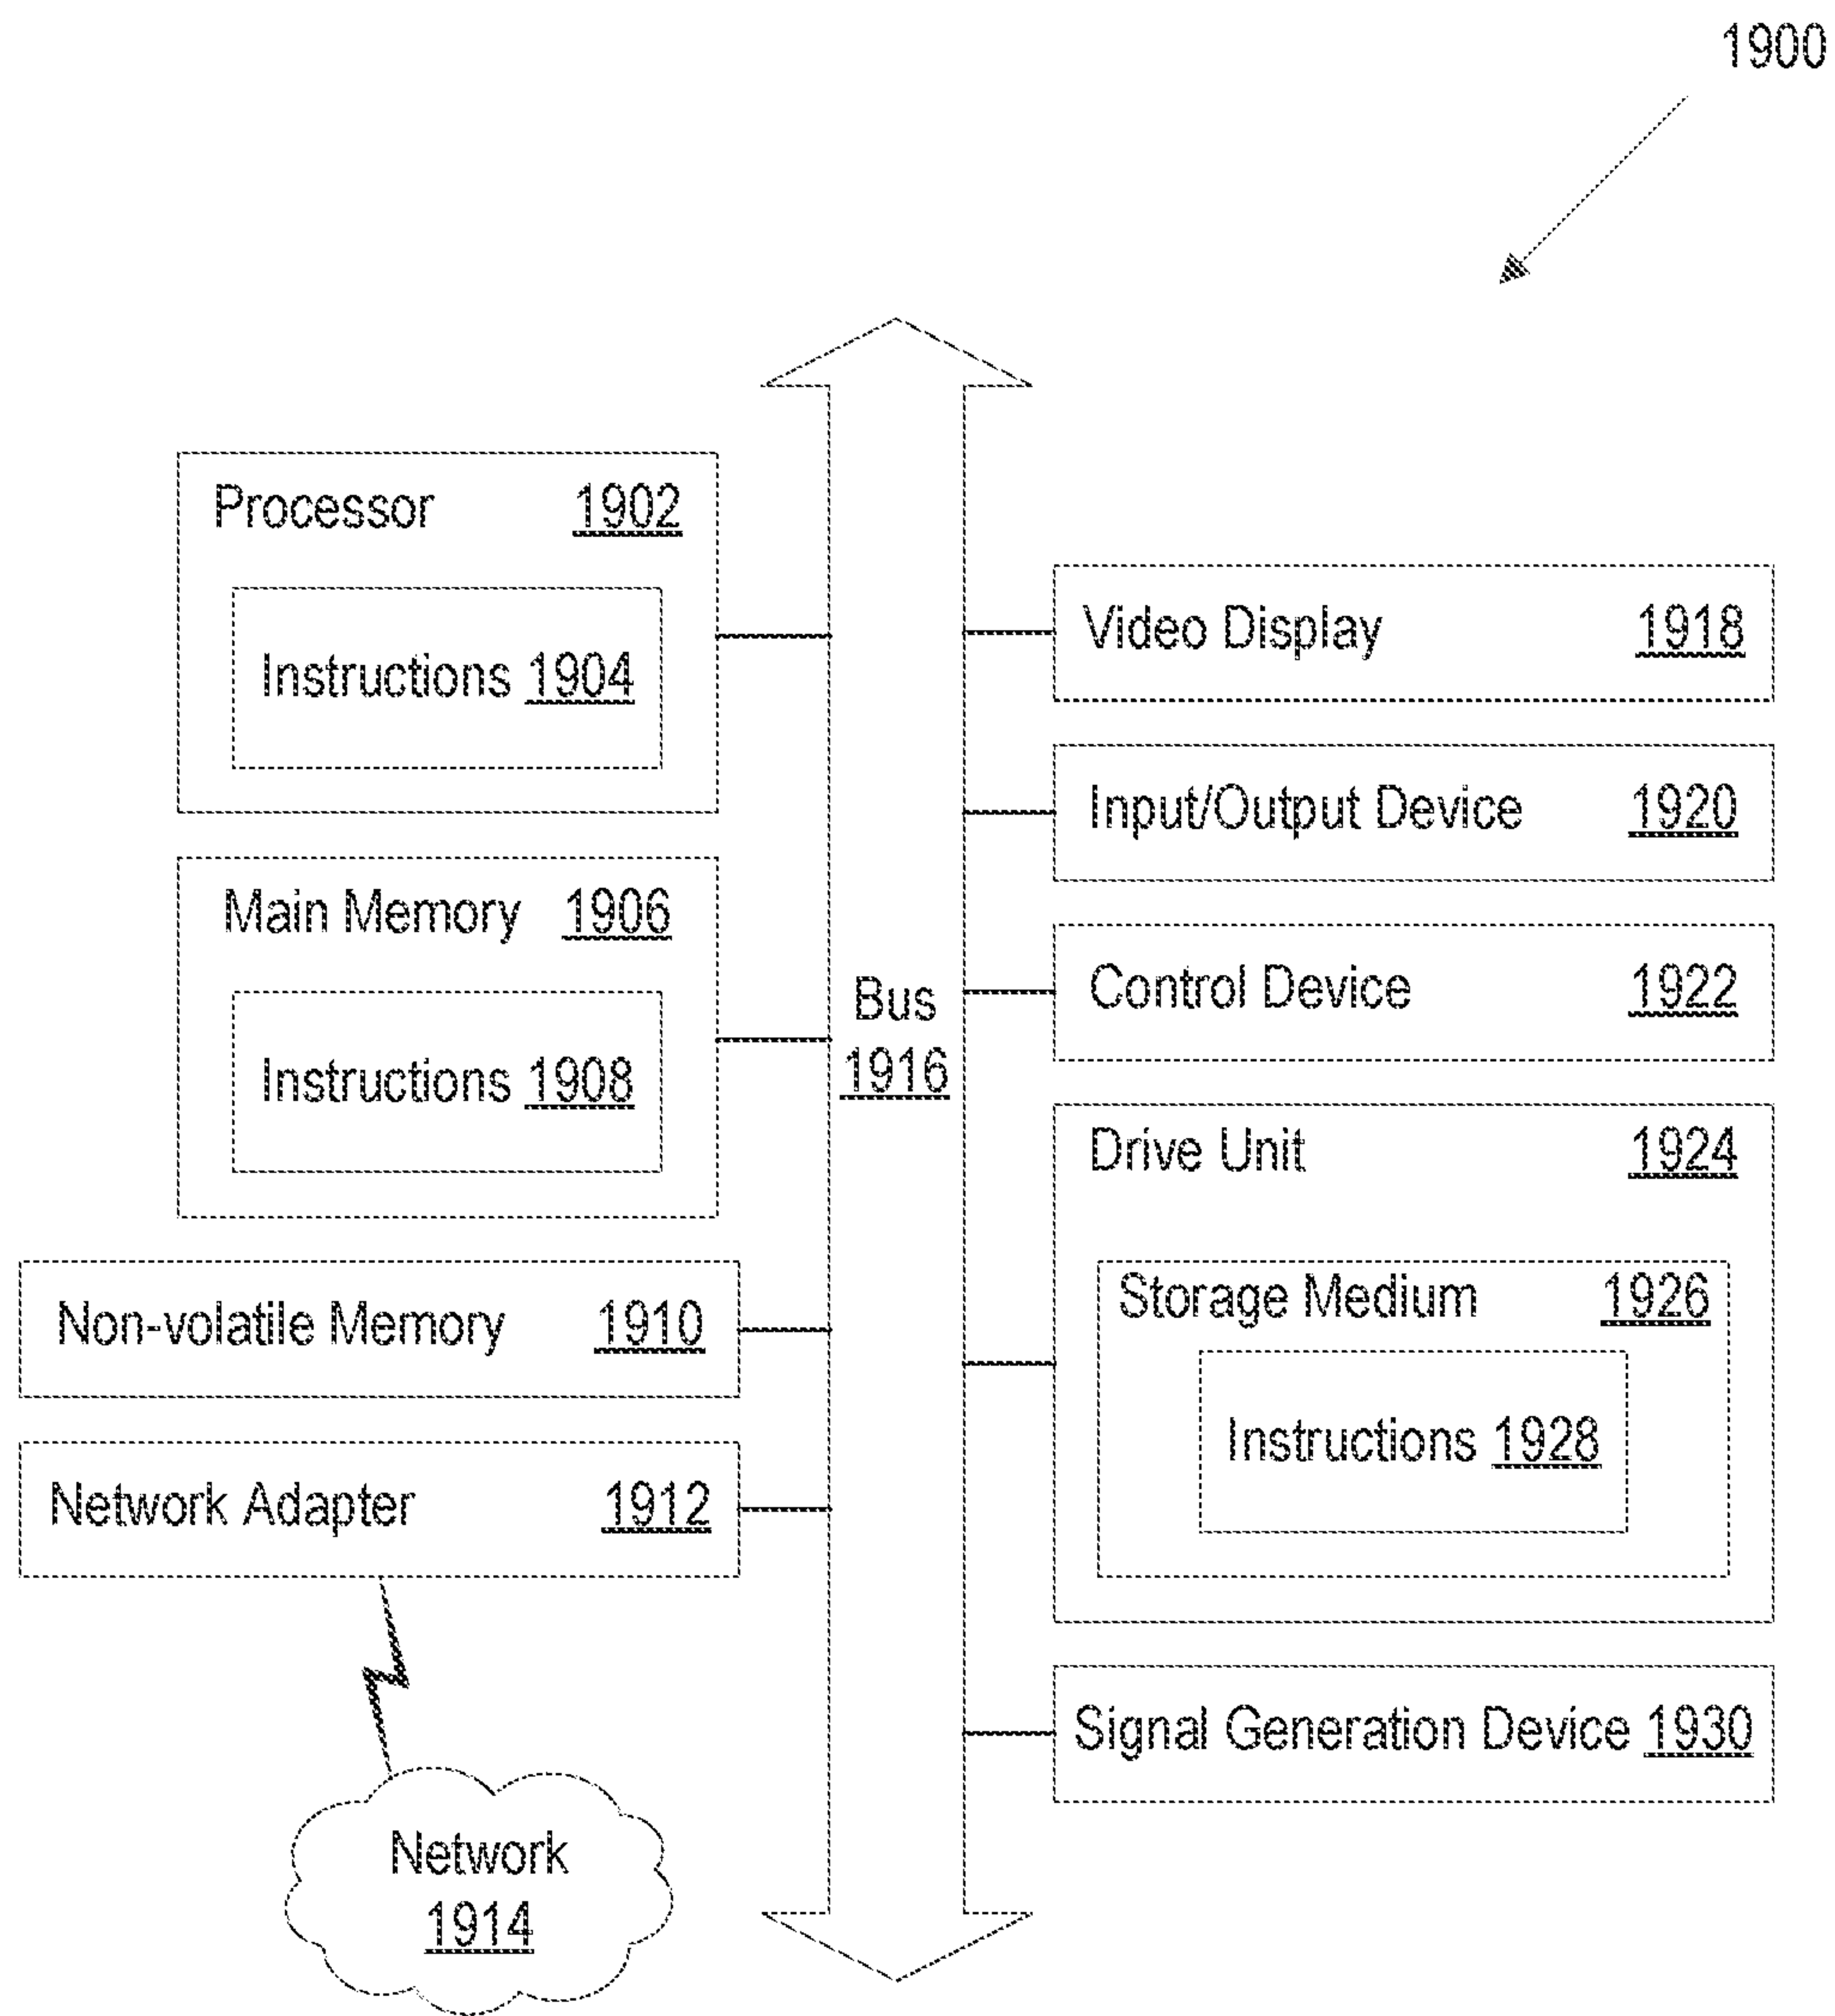 1900
Processor 1902
Instructions 1904
Main Memory 1906
Instructions 1908
Non-volatile Memory 1910
Network Adapter 1912
Network
1914
Bus
1916
Video Display 1918
Input/Output Device 1920
Control Device 1922
Drive Unit 1924
Storage Medium 1926
Instructions 1928
Signal Generation Device 1930